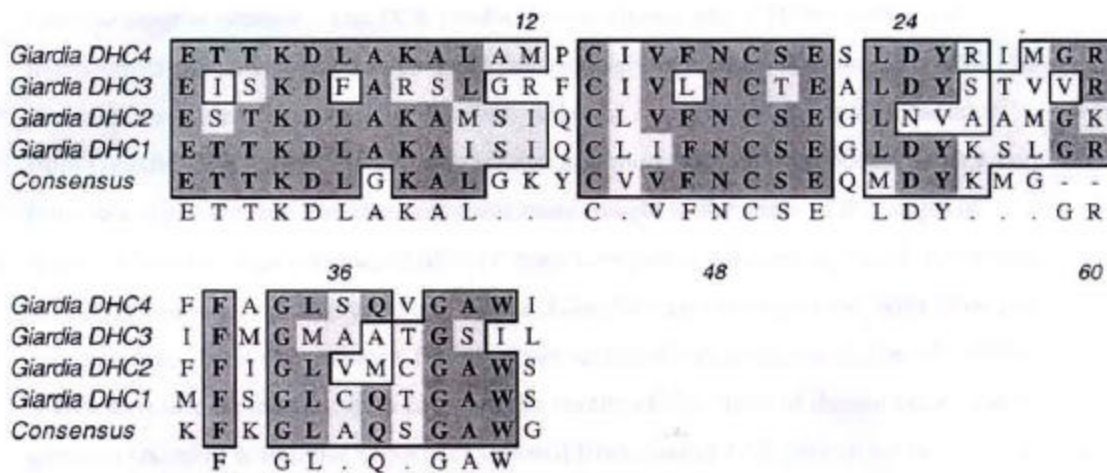 12 24
Giardia DHC4 E T T K D L A K A L A M P C I V F N C S E S L D Y R I M G R
Giardia DHC3 E I S K D F A R S L G R F C I V L N C T E A L D Y S T V V R
Giardia DHC2 E S T K D L A K A M S I Q C L V F N C S E G L N V A A M G K
Giardia DHC1 E T T K D L A K A I S I Q C L I F N C S E G L D Y K S L G R
Consensus E T T K D L G K A L G K Y C V V F N C S E Q M D Y K M G - -
E T T K D L A K A L . . . C . V F N C S E L D Y . . . G R
36 48 60
Giardia DHC4 F F A G L S Q V G A W I
Giardia DHC3 I F M G M A A T G S I L
Giardia DHC2 F F I G L V M C G A W S
Giardia DHC1 M F S G L C Q T G A W S
Consensus K F K G L A Q S G A W G
F G L . Q . G A W